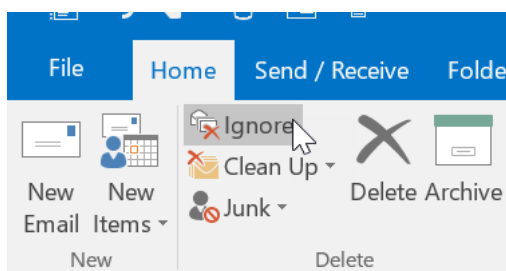 File Home Send / Receive Folde
Ignore
Clean Up
Junk
New Email
New Items
Delete
Archive
New
Delete